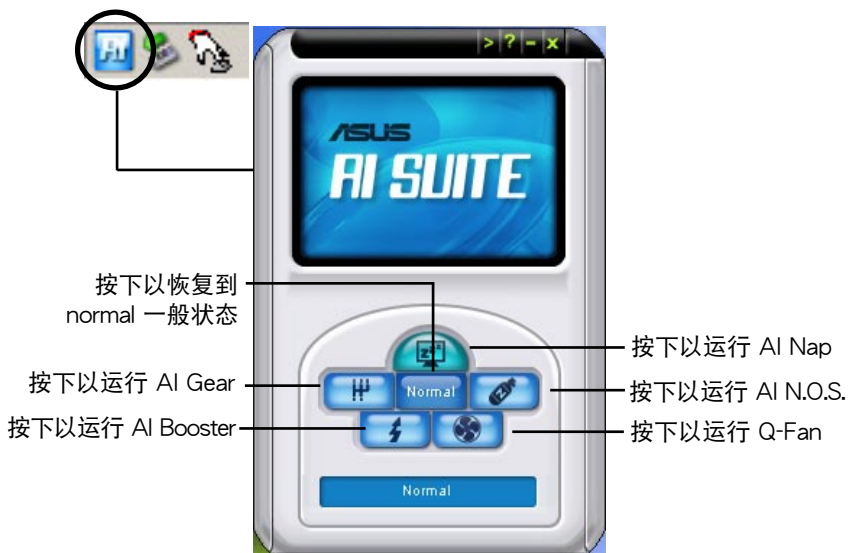 > ? - x
ASUS
AI SUITE
按下以恢复到
normal 一般状态
按下以运行 AI Nap
按下以运行 AI Gear
Normal
按下以运行 AI N.O.S.
按下以运行 AI Booster
按下以运行 Q-Fan
Normal